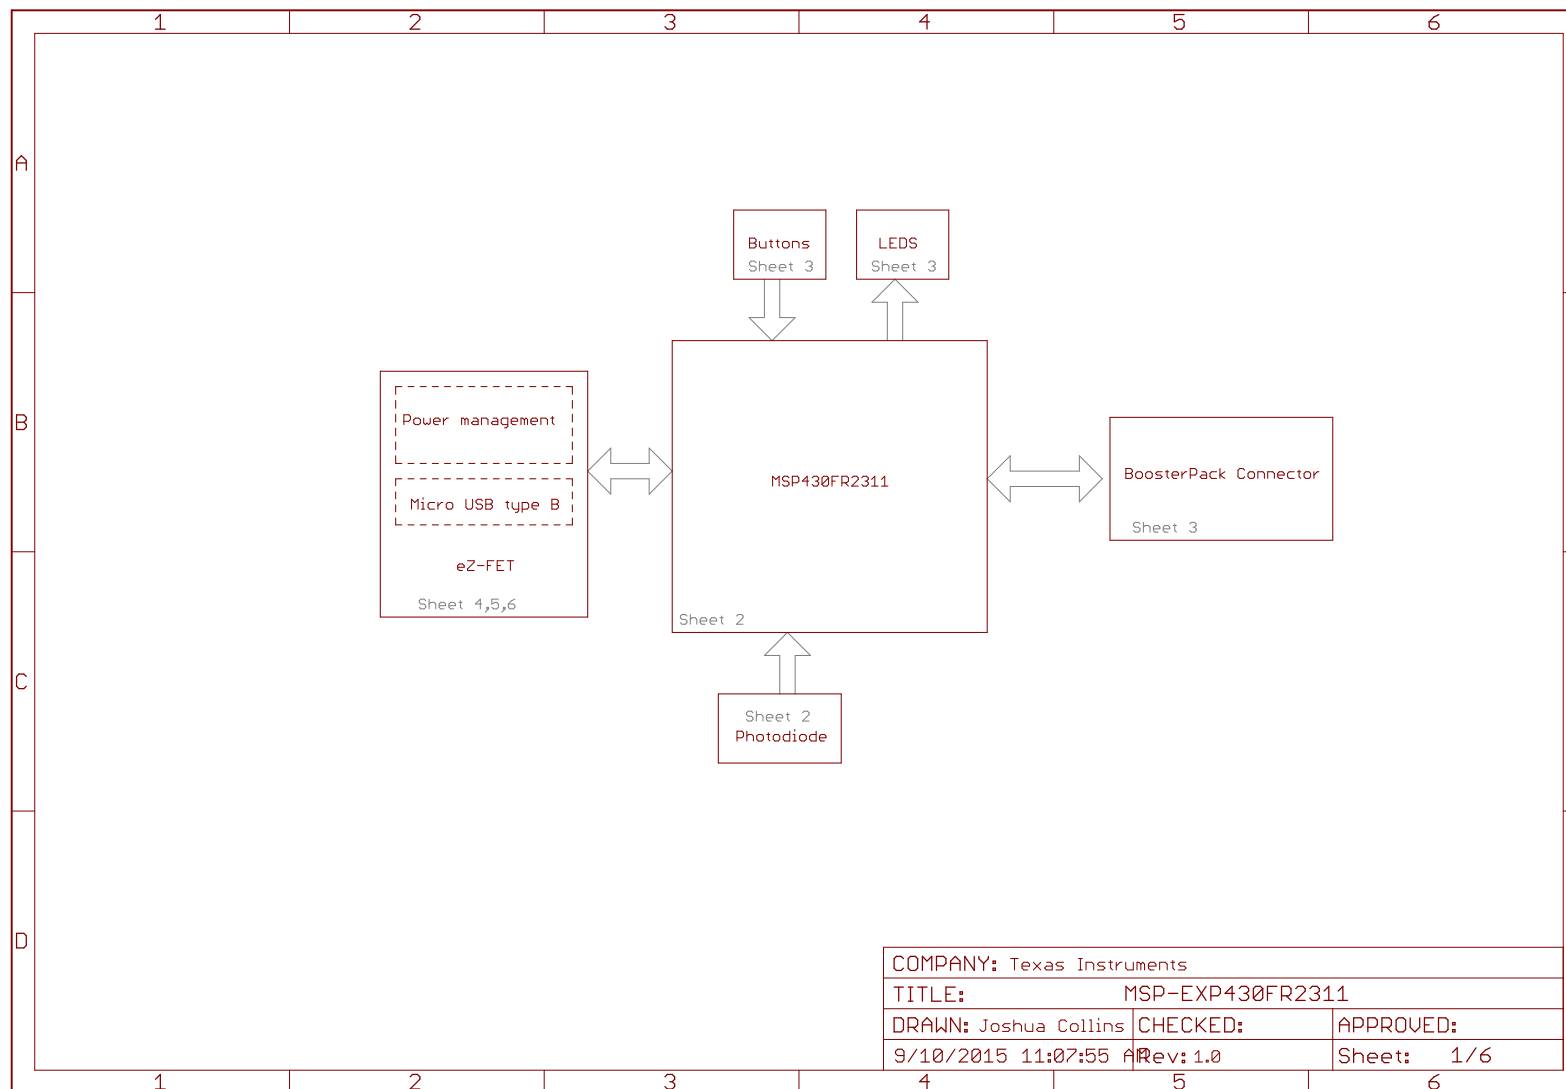 1 2 3 4 5 6
A
Buttons
Sheet 3
LEDS
Sheet 3
B
Power management
Micro USB type B
eZ-FET
Sheet 4,5,6
MSP430FR2311
Sheet 2
BoosterPack Connector
Sheet 3
C
Sheet 2
Photodiode
D
COMPANY: Texas Instruments
TITLE: MSP-EXP430FR2311
DRAWN: Joshua Collins CHECKED: APPROVED:
9/10/2015 11:07:55 AM Rev: 1.0 Sheet: 1/6
1 2 3 4 5 6